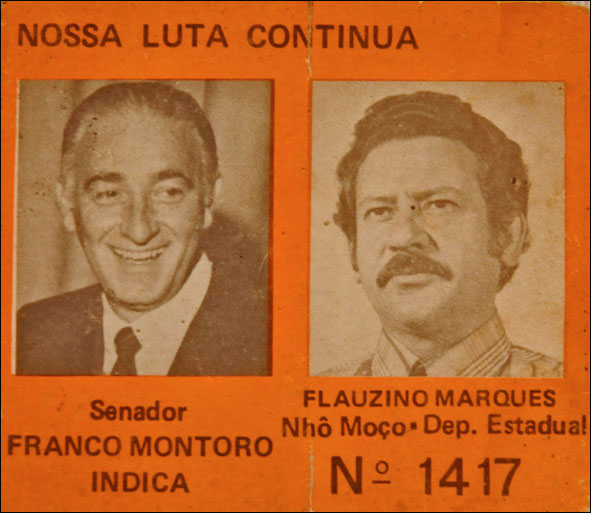 NOSSA LUTA CONTINUA
Senador
FRANCO MONTORO
INDICA
FLAUZINO MARQUES
Nhô Moço - Dep. Estadual
Nº 1417